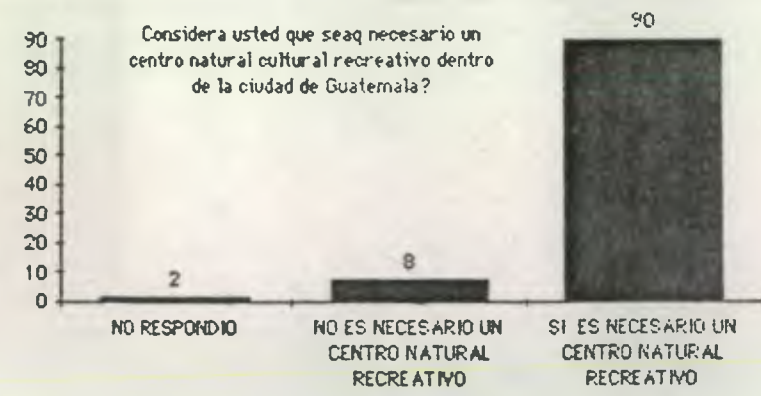 Considera usted que seaq necesario un
centro natural cultural recreativo dentro
de la ciudad de Guatemala?
90
80
70
60
50
40
30
20
10
0
2
8
90
NO RESPONDIO
NO ES NECESARIO UN
CENTRO NATURAL
RECREATIVO
SI ES NECESARIO UN
CENTRO NATURAL
RECREATIVO